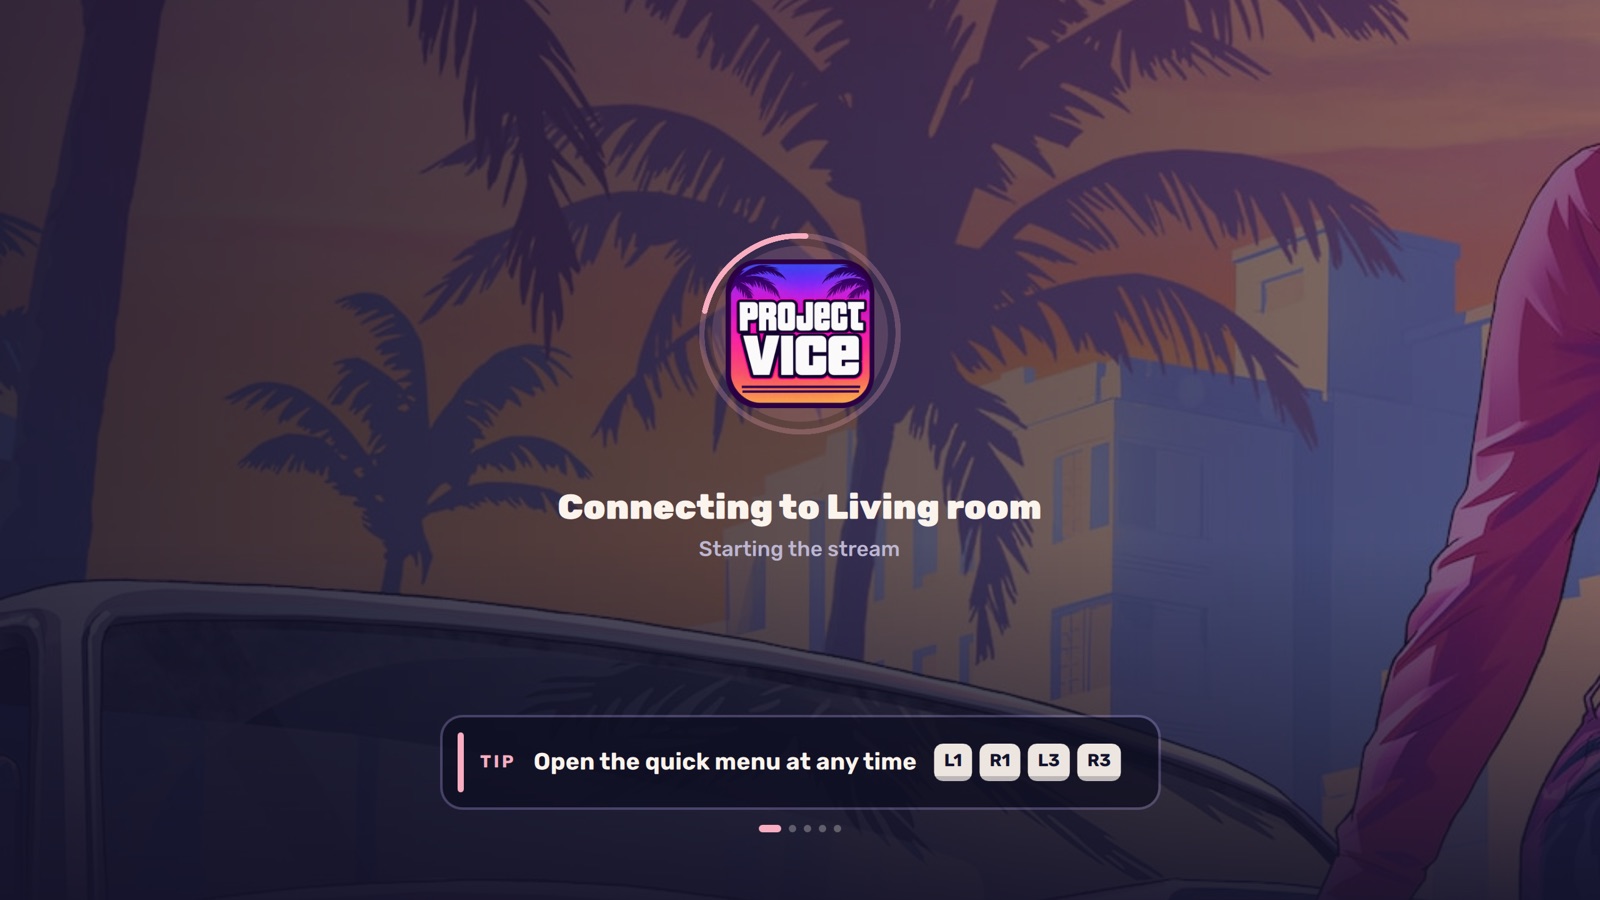 PROJECT
VICE
Connecting to Living room
Starting the stream
TIP Open the quick menu at any time L1 R1 L3 R3